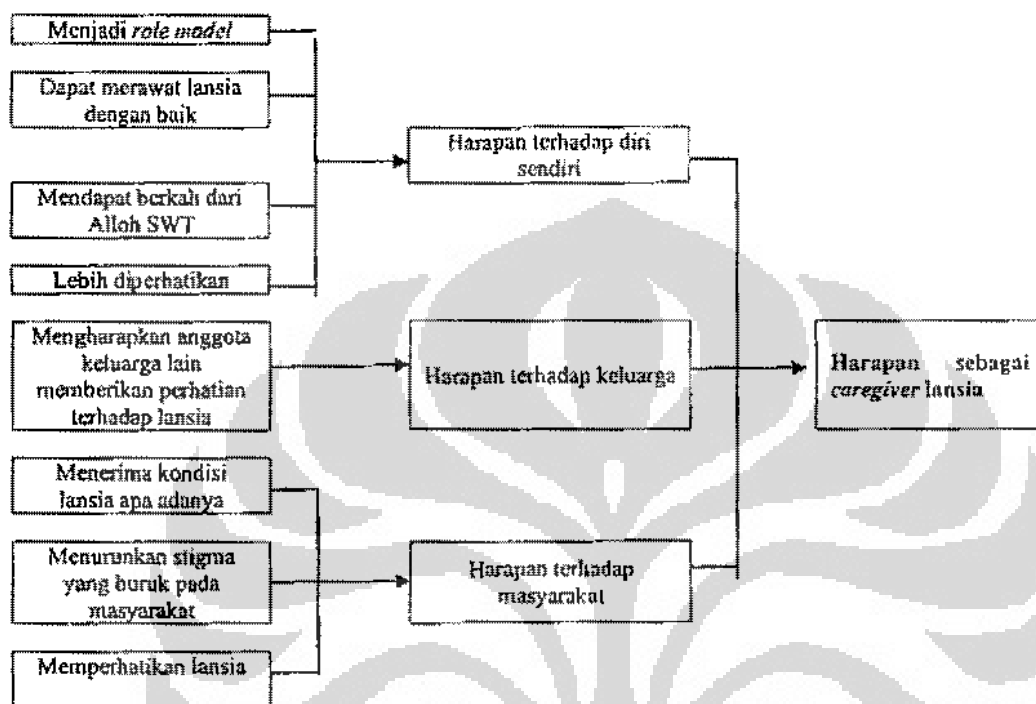 Menjadi role model
Dapat merawat lansia
dengan baik
Mendapat berkah dari
Alloh SWT
Lebih diperhatikan
Mengharapkan anggota
keluarga lain
memberikan perhatian
terhadap lansia
Menerima kondisi
lansia apa adanya
Menurunkan stigma
yang buruk pada
masyarakat
Memperhatikan lansia
Harapan terhadap diri
sendiri
Harapan terhadap keluarga
Harapan terhadap
masyarakat
Harapan sebagai
caregiver lansia